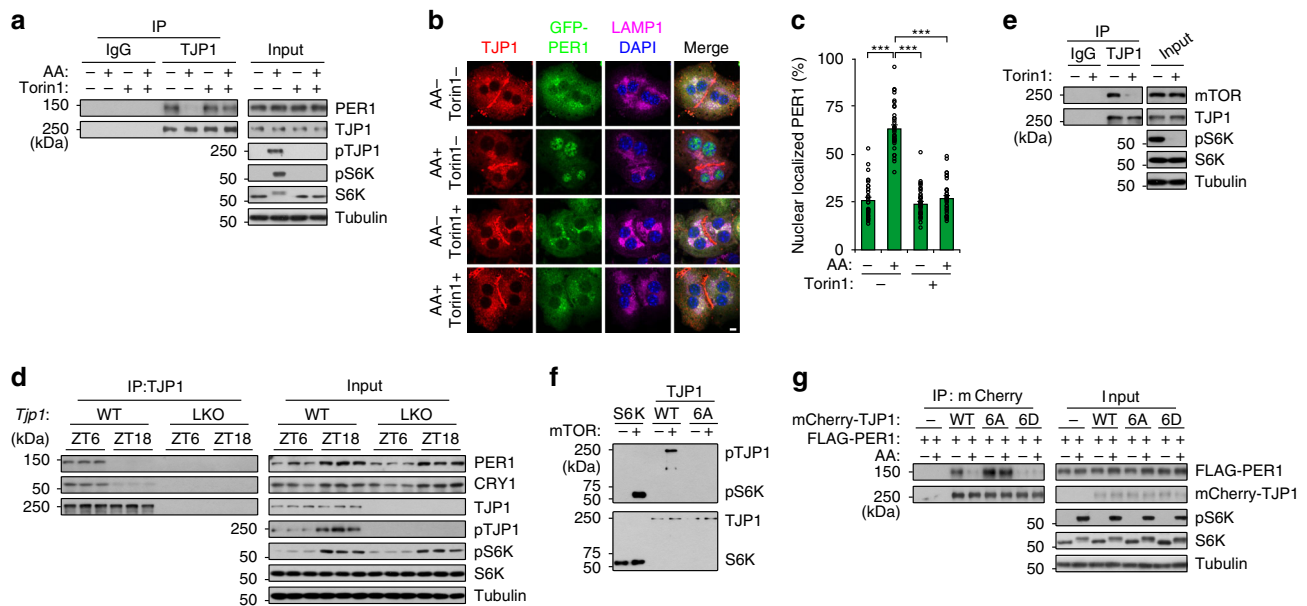 a
IP
IgG TJP1 Input
AA: – + – + – + – + – + – +
Torin1: – – + + – – + + – – + +
150 PER1
250 TJP1
(kDa)
250 pTJP1
50 pS6K
50 S6K
50 Tubulin
b
TJP1 GFP-PER1 LAMP1 DAPI Merge
AA– Torin1–
AA+ Torin1–
AA– Torin1+
AA+ Torin1+
c
Nuclear localized PER1 (%)
100
75
50
25
0
***
*** ***
AA: – + – +
Torin1: – +
d
IP:TJP1 Input
Tjp1: WT LKO WT LKO
(kDa) ZT6 ZT18 ZT6 ZT18 ZT6 ZT18 ZT6 ZT18
150 PER1
50 CRY1
250 TJP1
250 pTJP1
50 pS6K
50 S6K
50 Tubulin
e
IP
IgG TJP1 Input
Torin1: – + – + – +
250 mTOR
250 TJP1
50 pS6K
50 S6K
50 Tubulin
(kDa)
f
TJP1
S6K WT 6A
mTOR: – + – + – +
250 pTJP1
(kDa)
75
50 pS6K
250 TJP1
75
50 S6K
g
IP: mCherry Input
mCherry-TJP1: – WT 6A 6D – WT 6A 6D
FLAG-PER1: + + + + + + + + + + + + + + + +
AA: – + – + – + – + – + – + – + – +
150 FLAG-PER1
250 mCherry-TJP1
(kDa)
50 pS6K
50 S6K
50 Tubulin